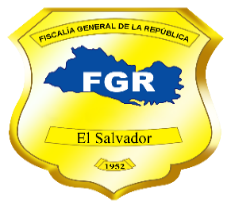 FISCALÍA GENERAL DE LA REPÚBLICA
FGR
El Salvador
1952